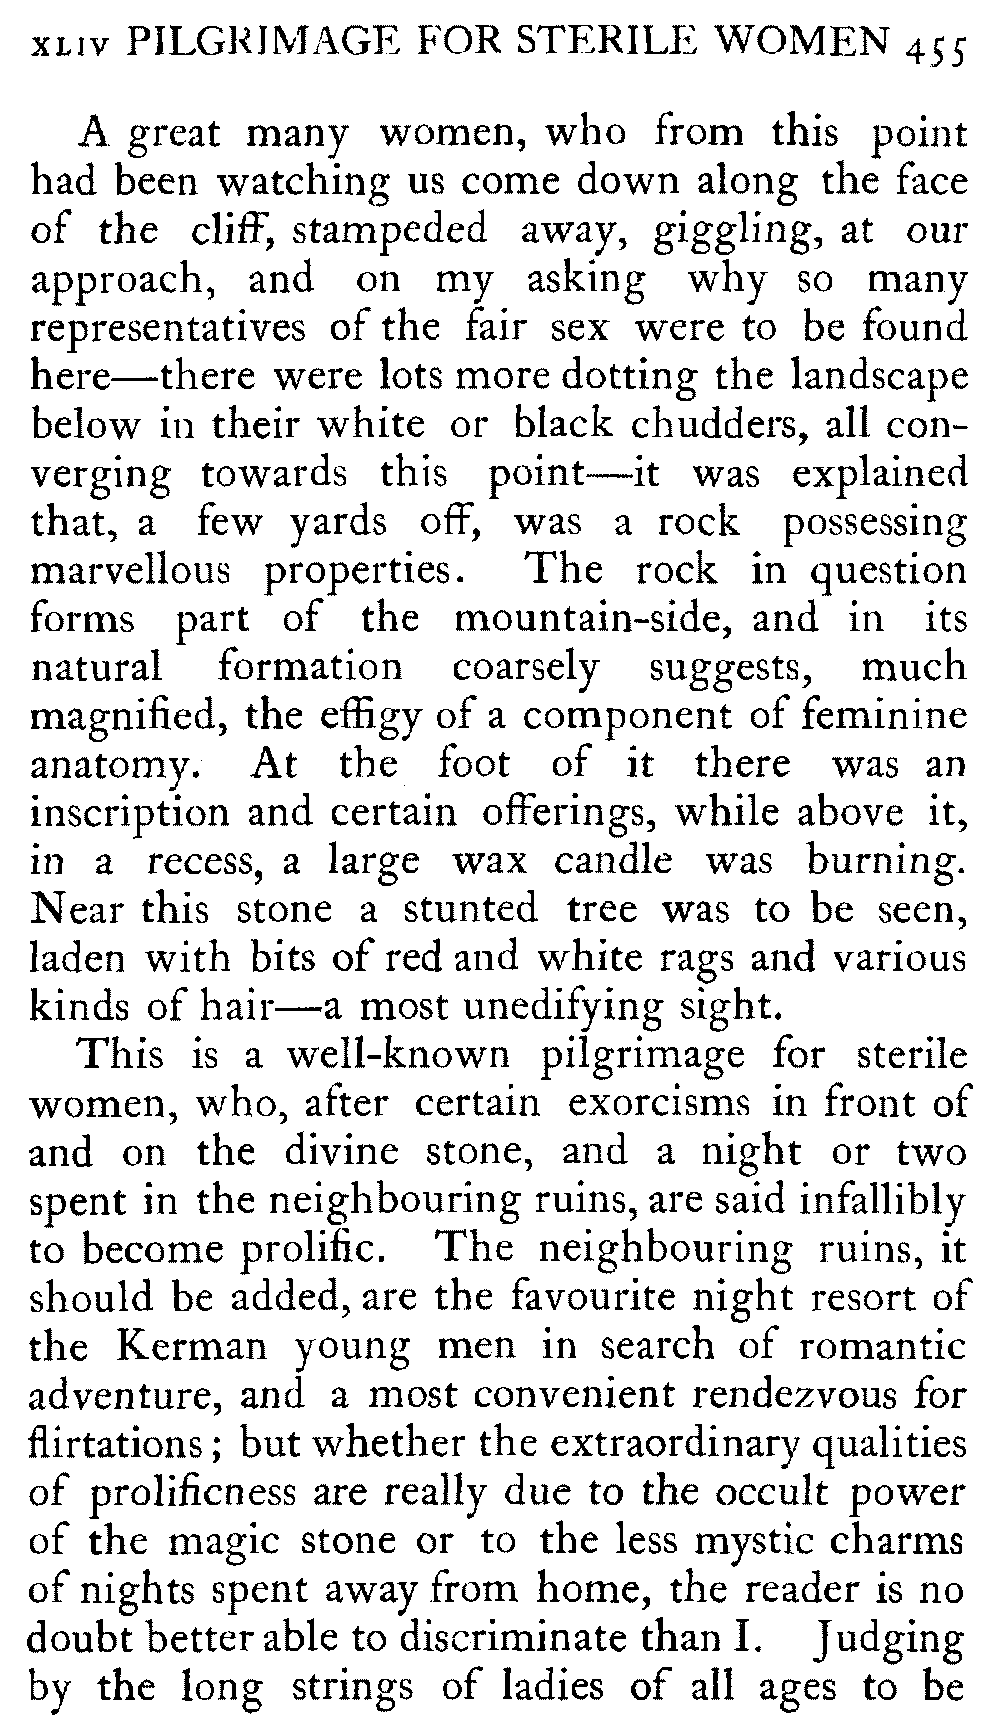 XLIV PILGRIMAGE FOR STERILE WOMEN 455
A great many women, who from this point
had been watching us come down along the face
of the cliff, stampeded away, giggling, at our
approach, and on my asking why so many
representatives of the fair sex were to be found
here—there were lots more dotting the landscape
below in their white or black chudders, all con-
verging towards this point—it was explained
that, a few yards off, was a rock possessing
marvellous properties. The rock in question
forms part of the mountain-side, and in its
natural formation coarsely suggests, much
magnified, the effigy of a component of feminine
anatomy. At the foot of it there was an
inscription and certain offerings, while above it,
in a recess, a large wax candle was burning.
Near this stone a stunted tree was to be seen,
laden with bits of red and white rags and various
kinds of hair—a most unedifying sight.
This is a well-known pilgrimage for sterile
women, who, after certain exorcisms in front of
and on the divine stone, and a night or two
spent in the neighbouring ruins, are said infallibly
to become prolific. The neighbouring ruins, it
should be added, are the favourite night resort of
the Kerman young men in search of romantic
adventure, and a most convenient rendezvous for
flirtations; but whether the extraordinary qualities
of prolificness are really due to the occult power
of the magic stone or to the less mystic charms
of nights spent away from home, the reader is no
doubt better able to discriminate than I. Judging
by the long strings of ladies of all ages to be